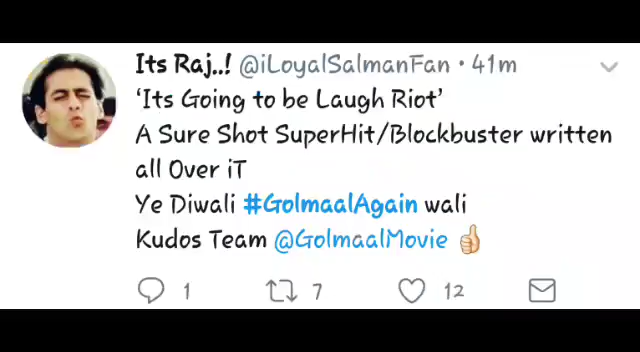 Its Raj..! @iLoyalSalmanFan • 41m
‘Its Going to be Laugh Riot’
A Sure Shot SuperHit/Blockbuster written
all Over iT
Ye Diwali #GolmaalAgain wali
Kudos Team @GolmaalMovie 👍🏻
1 7 12